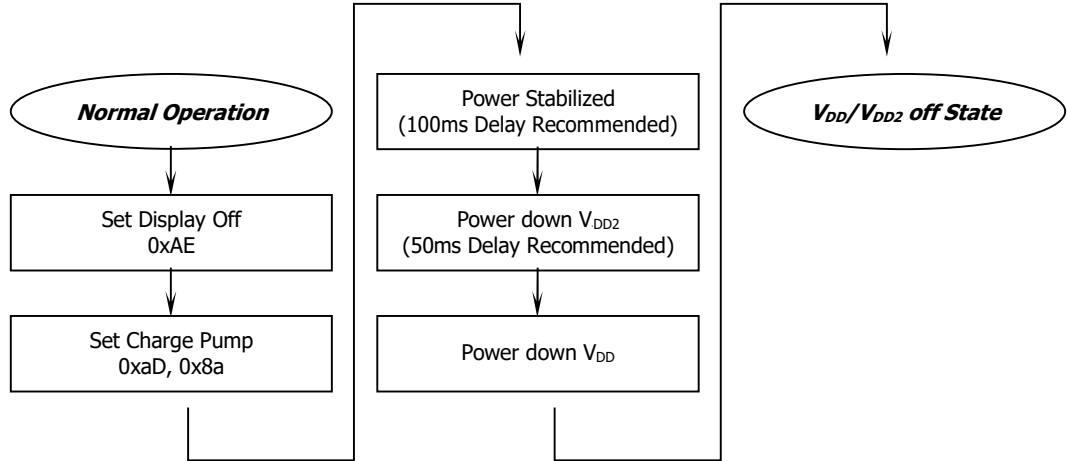 Normal Operation
Set Display Off
0xAE
Set Charge Pump
0xaD, 0x8a
Power Stabilized
(100ms Delay Recommended)
Power down VDD2
(50ms Delay Recommended)
Power down VDD
VDD/VDD2 off State